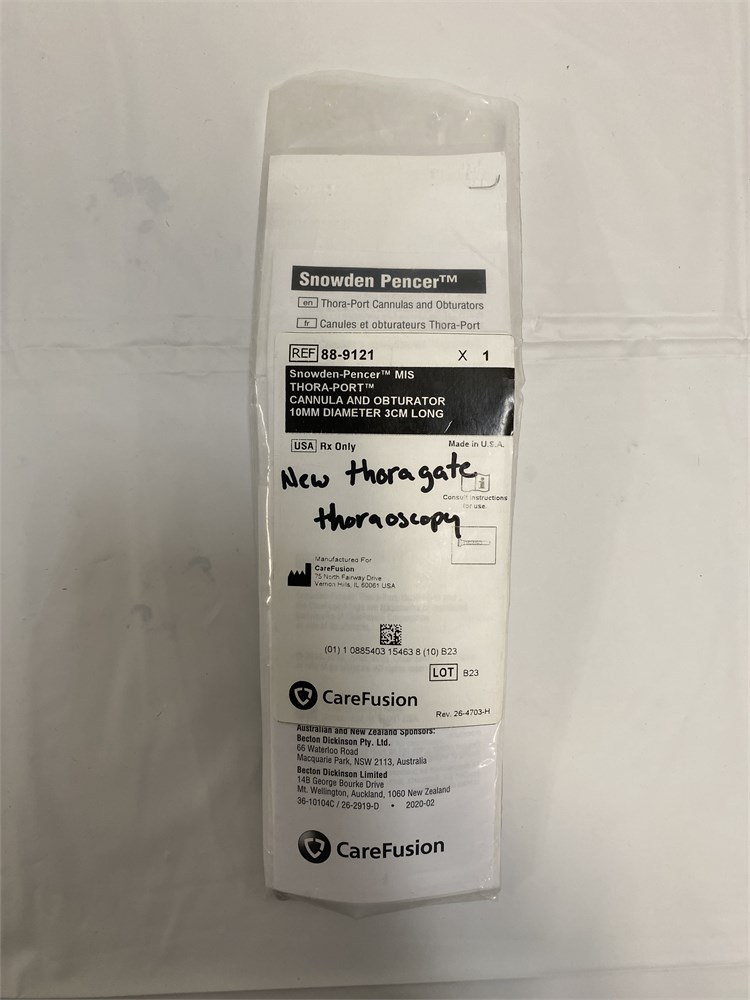 Snowden Pencer™
en Thora-Port Cannulas and Obturators
fr Canules et obturateurs Thora-Port
REF 88-9121 X 1
Snowden-Pencer™ MIS
THORA-PORT™
CANNULA AND OBTURATOR
10MM DIAMETER 3CM LONG
USA Rx Only
Made in U.S.A.
New thoragate
Consult instructions
for use.
thoraoscopy
Manufactured For
CareFusion
75 North Fairway Drive
Vernon Hills, IL 60061 USA
(01) 1 0885403 15463 8 (10) B23
LOT B23
CareFusion
Rev. 26-4703-H
Australian and New Zealand Sponsors:
Becton Dickinson Pty. Ltd.
66 Waterloo Road
Macquarie Park, NSW 2113, Australia
Becton Dickinson Limited
14B George Bourke Drive
Mt. Wellington, Auckland, 1060 New Zealand
36-10104C / 26-2919-D • 2020-02
CareFusion